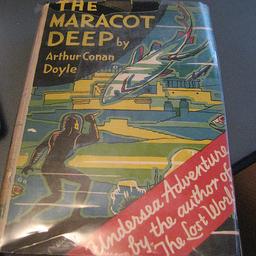 THE
MARACOT
DEEP by
Arthur Conan
Doyle
Undersea Adventure
by the author of
The Lost World